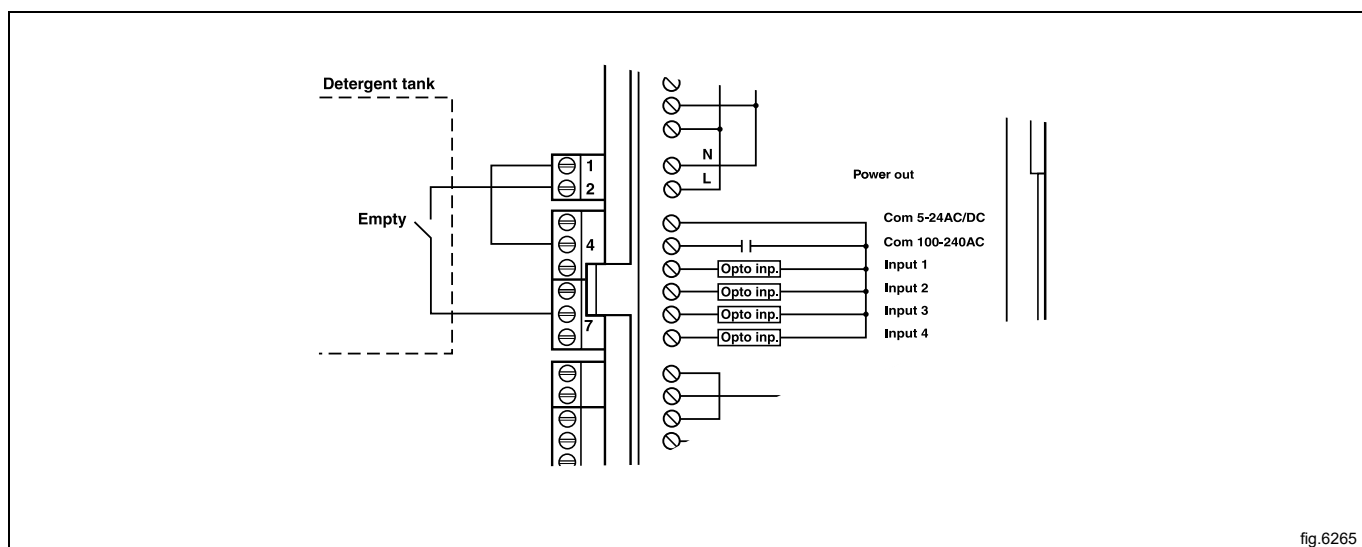 Detergent tank
Empty
1
2
4
7
N
L
Power out
Com 5-24AC/DC
Com 100-240AC
Opto inp. Input 1
Opto inp. Input 2
Opto inp. Input 3
Opto inp. Input 4
fig.6265